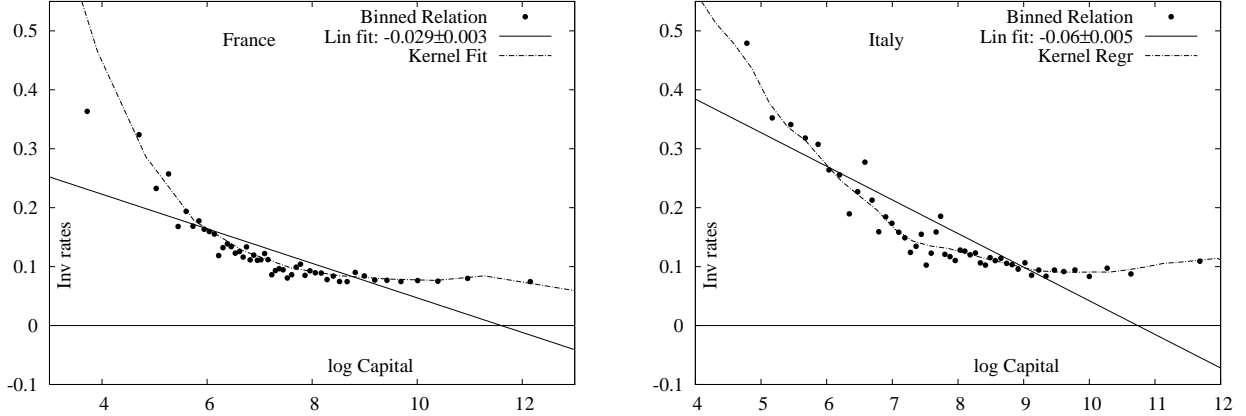 0.5
0.4
0.3
0.2
0.1
0
-0.1
4
6
8
10
12
Inv rates
log Capital
France
Binned Relation
Lin fit: -0.029±0.003
Kernel Fit
0.5
0.4
0.3
0.2
0.1
0
-0.1
4
5
6
7
8
9
10
11
12
Inv rates
log Capital
Italy
Binned Relation
Lin fit: -0.06±0.005
Kernel Regr